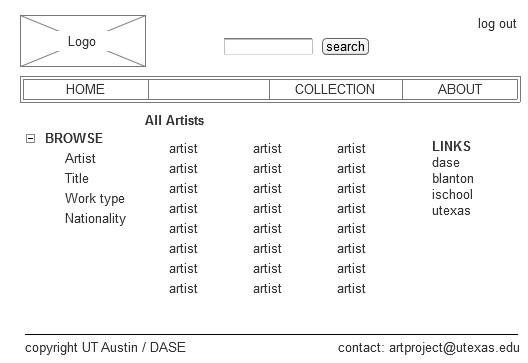 log out
Logo
search
HOME COLLECTION ABOUT
All Artists
BROWSE
Artist
Title
Work type
Nationality
artist artist artist
artist artist artist
artist artist artist
artist artist artist
artist artist artist
artist artist artist
artist artist artist
artist artist artist
LINKS
dase
blanton
ischool
utexas
copyright UT Austin / DASE
contact: artproject@utexas.edu